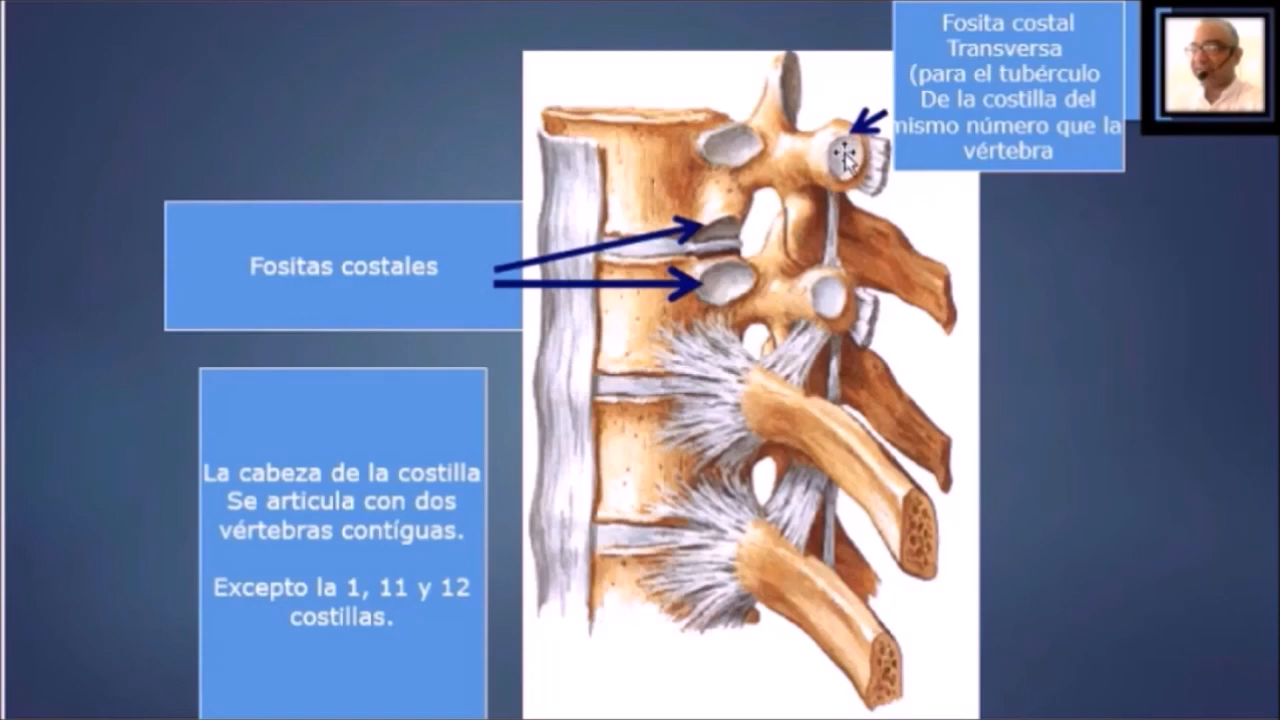 Fosita costal
Transversa
(para el tubérculo
De la costilla del
mismo número que la
vértebra
Fositas costales
La cabeza de la costilla
Se articula con dos
vértebras contíguas.
Excepto la 1, 11 y 12
costillas.